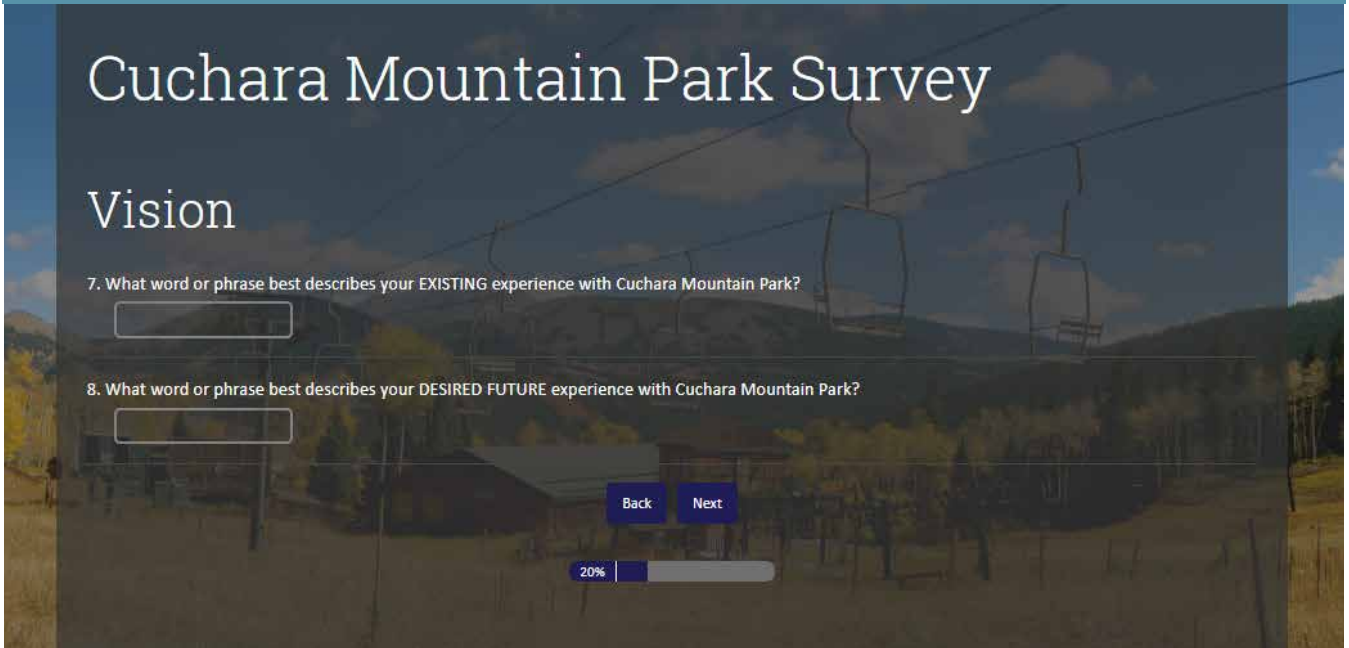 Cuchara Mountain Park Survey
Vision
7. What word or phrase best describes your EXISTING experience with Cuchara Mountain Park?
8. What word or phrase best describes your DESIRED FUTURE experience with Cuchara Mountain Park?
Back Next
20%